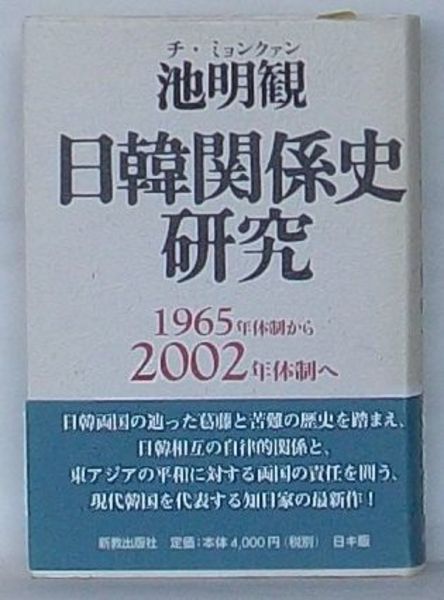 チ・ミョンクァン
池明観
日韓関係史
研究
1965年体制から
2002年体制へ
日韓両国の辿った葛藤と苦難の歴史を踏まえ、
日韓相互の自律的関係と、
東アジアの平和に対する両国の責任を問う、
現代韓国を代表する知日家の最新作！
新教出版社 定価：本体4,000円（税別） 日キ販